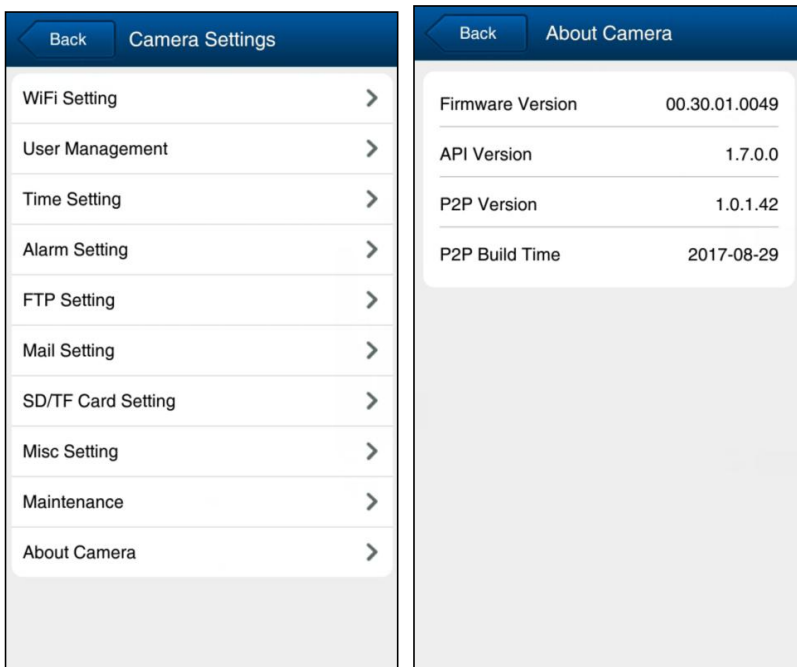 Back Camera Settings
WiFi Setting
User Management
Time Setting
Alarm Setting
FTP Setting
Mail Setting
SD/TF Card Setting
Misc Setting
Maintenance
About Camera
Back About Camera
Firmware Version 00.30.01.0049
API Version 1.7.0.0
P2P Version 1.0.1.42
P2P Build Time 2017-08-29